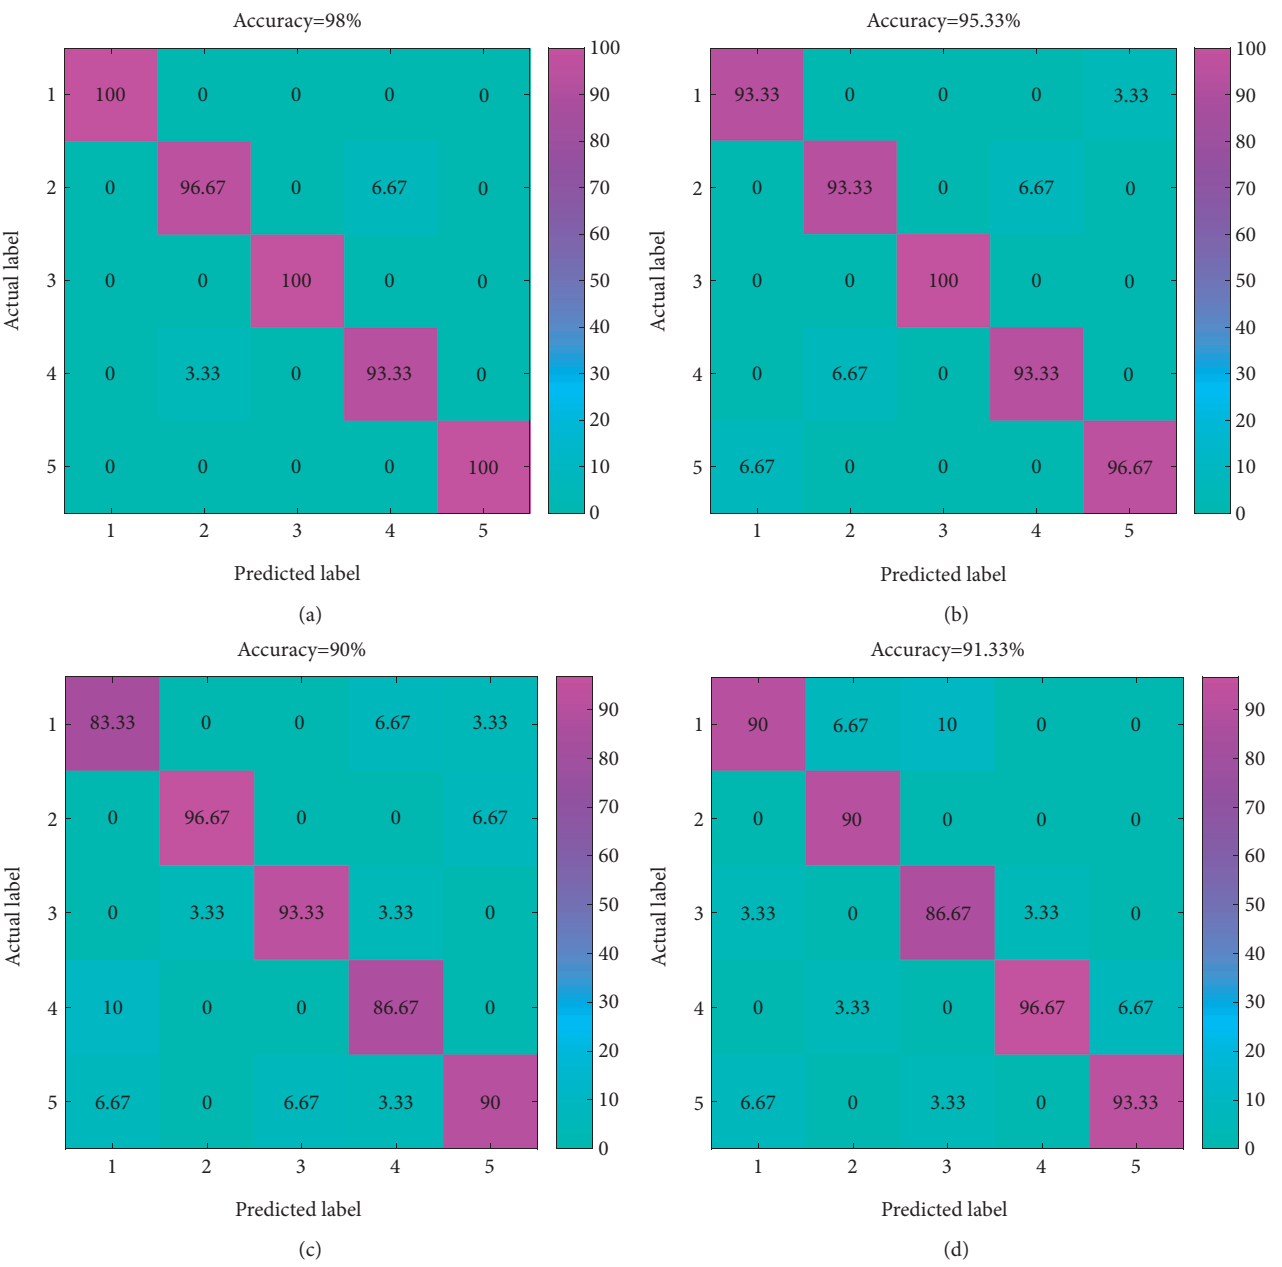 Accuracy=98%
100 0 0 0 0
0 96.67 0 6.67 0
0 0 100 0 0
0 3.33 0 93.33 0
0 0 0 0 100
1
2
3
4
5
Actual label
1 2 3 4 5
Predicted label
100
90
80
70
60
50
40
30
20
10
0
(a)
Accuracy=95.33%
93.33 0 0 0 3.33
0 93.33 0 6.67 0
0 0 100 0 0
0 6.67 0 93.33 0
6.67 0 0 0 96.67
1
2
3
4
5
Actual label
1 2 3 4 5
Predicted label
100
90
80
70
60
50
40
30
20
10
0
(b)
Accuracy=90%
83.33 0 0 6.67 3.33
0 96.67 0 0 6.67
0 3.33 93.33 3.33 0
10 0 0 86.67 0
6.67 0 6.67 3.33 90
1
2
3
4
5
Actual label
1 2 3 4 5
Predicted label
90
80
70
60
50
40
30
20
10
0
(c)
Accuracy=91.33%
90 6.67 10 0 0
0 90 0 0 0
3.33 0 86.67 3.33 0
0 3.33 0 96.67 6.67
6.67 0 3.33 0 93.33
1
2
3
4
5
Actual label
1 2 3 4 5
Predicted label
90
80
70
60
50
40
30
20
10
0
(d)